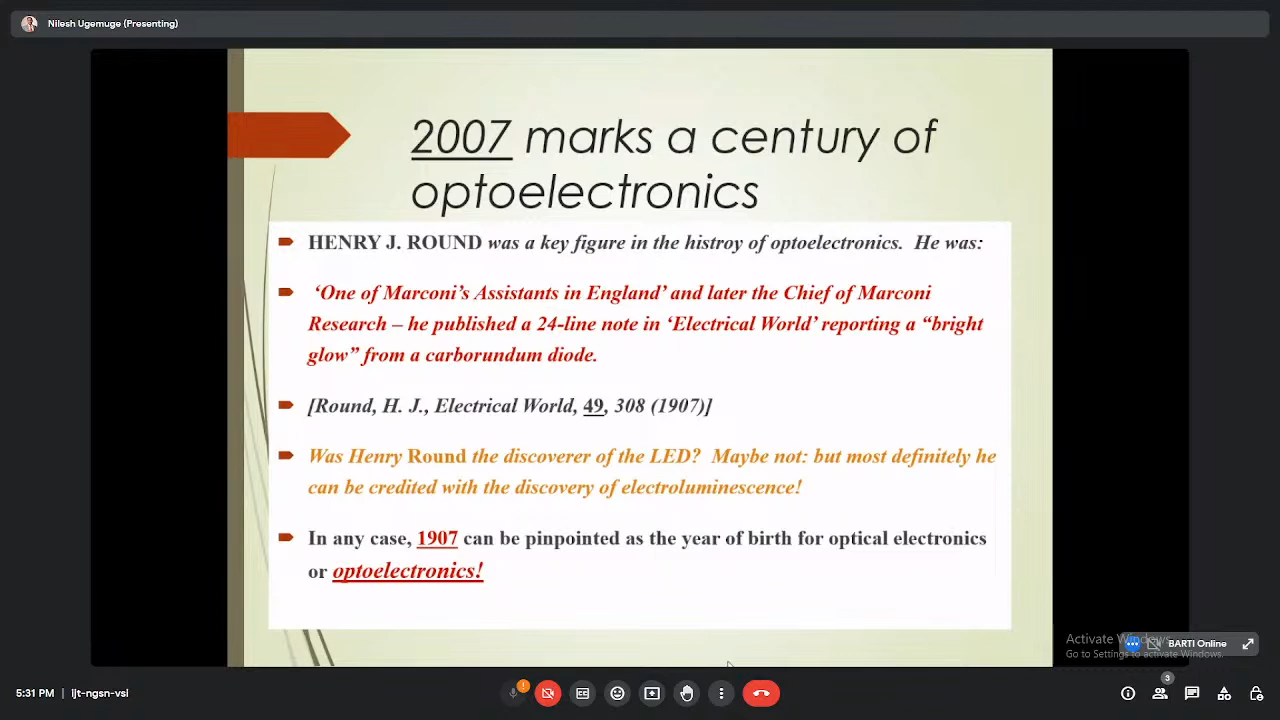 Nilesh Ugemuge (Presenting)
2007 marks a century of
optoelectronics
HENRY J. ROUND was a key figure in the histroy of optoelectronics. He was:
‘One of Marconi’s Assistants in England’ and later the Chief of Marconi
Research – he published a 24-line note in ‘Electrical World’ reporting a “bright
glow” from a carborundum diode.
[Round, H. J., Electrical World, 49, 308 (1907)]
Was Henry Round the discoverer of the LED? Maybe not: but most definitely he
can be credited with the discovery of electroluminescence!
In any case, 1907 can be pinpointed as the year of birth for optical electronics
or optoelectronics!
Activate Windows
Go to Settings to activate Windows.
BARTI Online
5:31 PM | ljt-ngsn-vsi
3